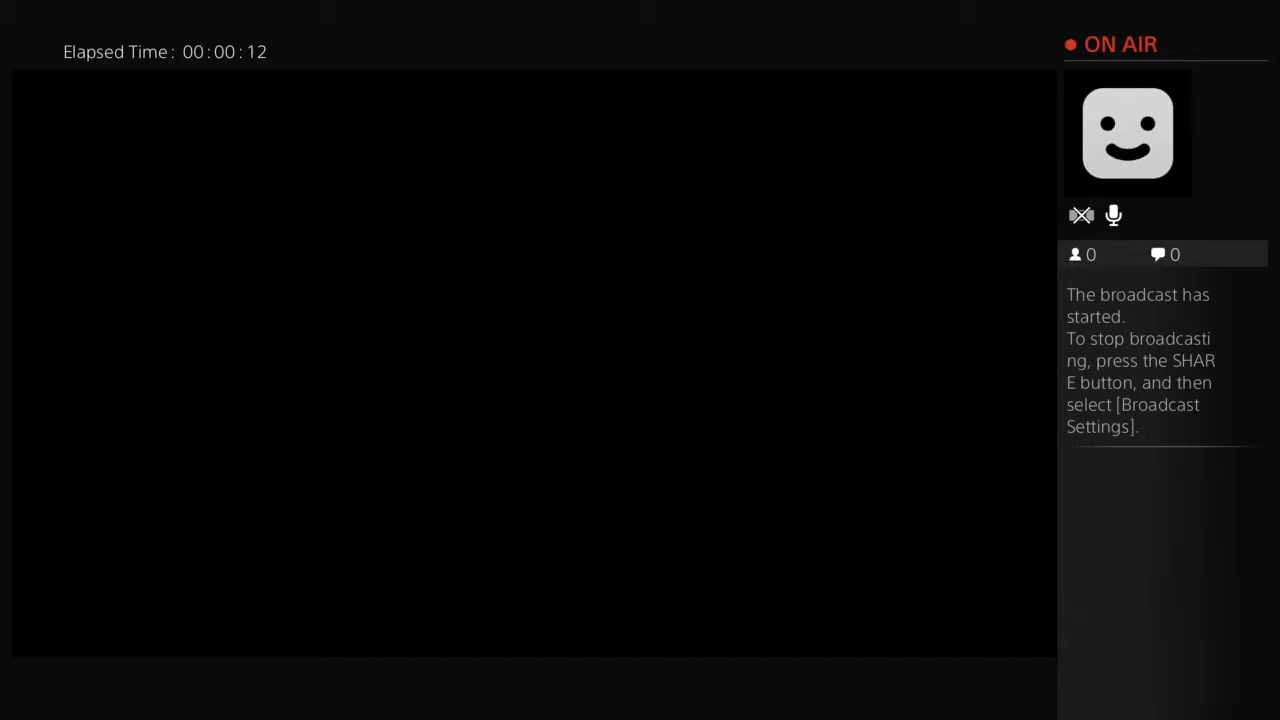 Elapsed Time: 00:00:12
ON AIR
0 0
The broadcast has
started.
To stop broadcasti
ng, press the SHAR
E button, and then
select [Broadcast
Settings].